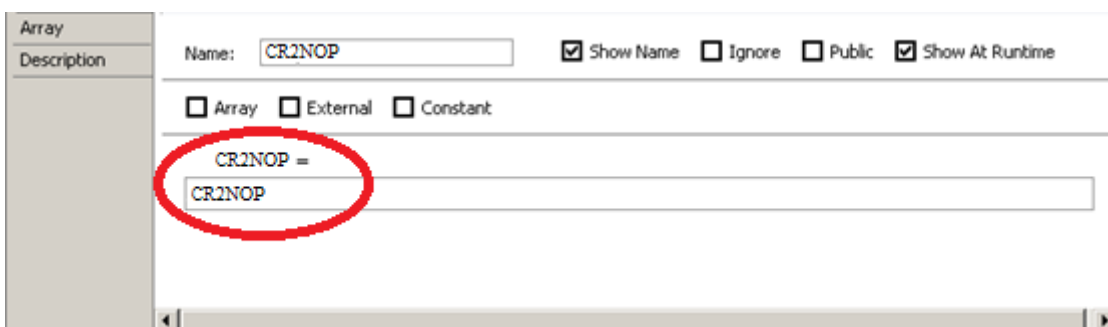 Array
Description
Name: CR2NOP Show Name Ignore Public Show At Runtime
Array External Constant
CR2NOP =
CR2NOP